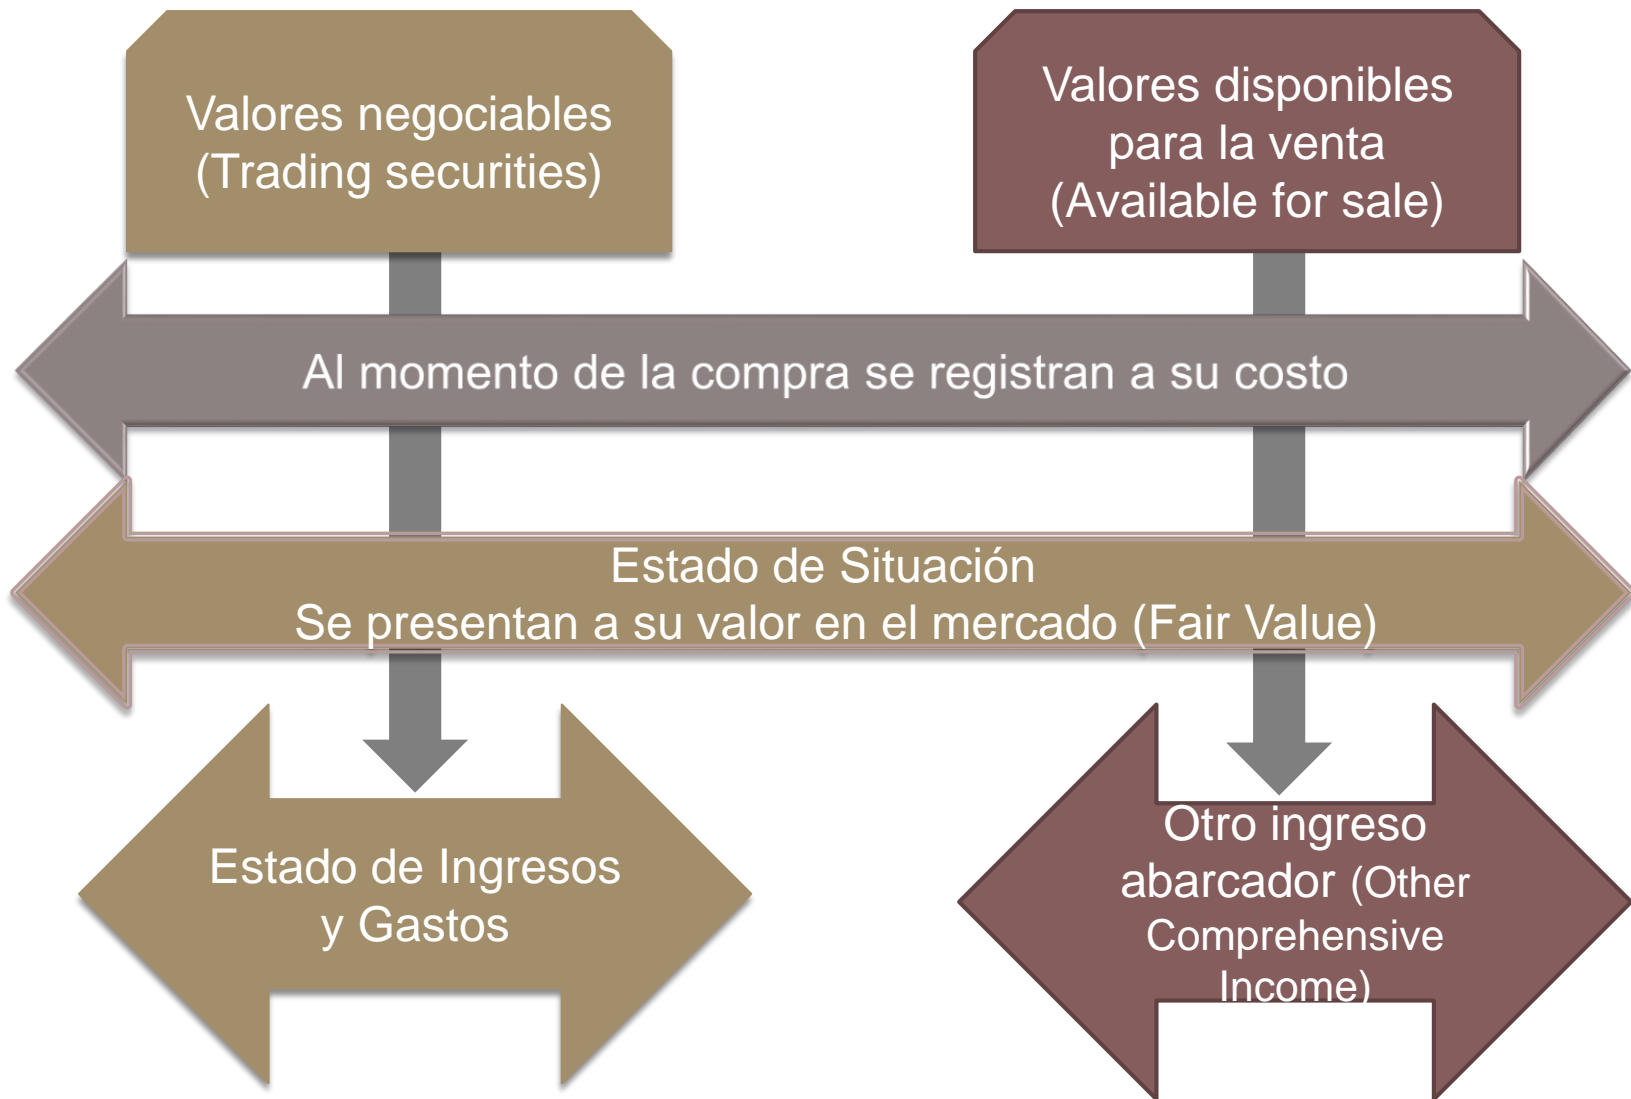 Valores negociables
(Trading securities)
Valores disponibles
para la venta
(Available for sale)
Al momento de la compra se registran a su costo
Estado de Situación
Se presentan a su valor en el mercado (Fair Value)
Estado de Ingresos
y Gastos
Otro ingreso
abarcador (Other
Comprehensive
Income)